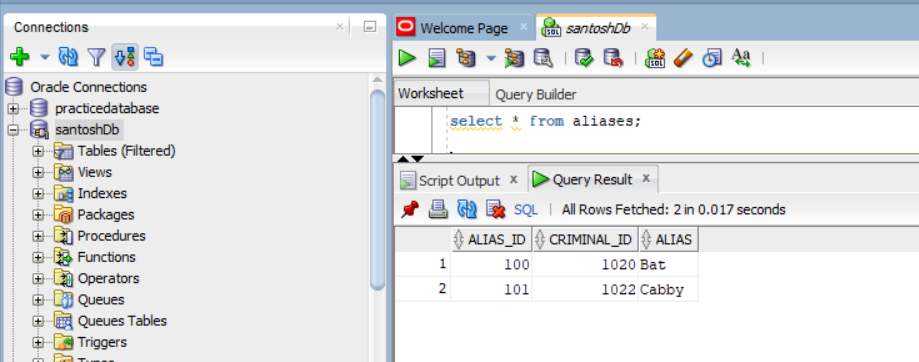 Connections
Oracle Connections
practicedatabase
santoshDb
Tables (Filtered)
Views
Indexes
Packages
Procedures
Functions
Operators
Queues
Queues Tables
Triggers
Types
Welcome Page
santoshDb
SQL
Worksheet
Query Builder
select * from aliases;
Script Output
Query Result
SQL
All Rows Fetched: 2 in 0.017 seconds
ALIAS_ID CRIMINAL_ID ALIAS
1 100 1020 Bat
2 101 1022 Cabby